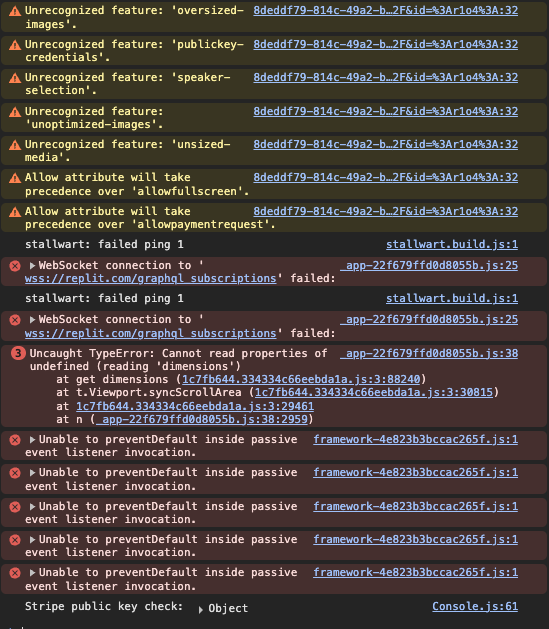 Unrecognized feature: 'oversized-images'. 8deddf79-814c-49a2-b…2F&id=%3Ar1o4%3A:32
Unrecognized feature: 'publickey-credentials'. 8deddf79-814c-49a2-b…2F&id=%3Ar1o4%3A:32
Unrecognized feature: 'speaker-selection'. 8deddf79-814c-49a2-b…2F&id=%3Ar1o4%3A:32
Unrecognized feature: 'unoptimized-images'. 8deddf79-814c-49a2-b…2F&id=%3Ar1o4%3A:32
Unrecognized feature: 'unsized-media'. 8deddf79-814c-49a2-b…2F&id=%3Ar1o4%3A:32
Allow attribute will take precedence over 'allowfullscreen'. 8deddf79-814c-49a2-b…2F&id=%3Ar1o4%3A:32
Allow attribute will take precedence over 'allowpaymentrequest'. 8deddf79-814c-49a2-b…2F&id=%3Ar1o4%3A:32
stallwart: failed ping 1 stallwart.build.js:1
WebSocket connection to ' _app-22f679ffd0d8055b.js:25
wss://replit.com/graphql_subscriptions' failed:
stallwart: failed ping 1 stallwart.build.js:1
WebSocket connection to ' _app-22f679ffd0d8055b.js:25
wss://replit.com/graphql_subscriptions' failed:
3 Uncaught TypeError: Cannot read properties of _app-22f679ffd0d8055b.js:38
undefined (reading 'dimensions')
at get dimensions (1c7fb644.334334c66eebda1a.js:3:88240)
at t.Viewport.syncScrollArea (1c7fb644.334334c66eebda1a.js:3:30815)
at 1c7fb644.334334c66eebda1a.js:3:29461
at n (_app-22f679ffd0d8055b.js:38:2959)
Unable to preventDefault inside passive framework-4e823b3bccac265f.js:1
event listener invocation.
Unable to preventDefault inside passive framework-4e823b3bccac265f.js:1
event listener invocation.
Unable to preventDefault inside passive framework-4e823b3bccac265f.js:1
event listener invocation.
Unable to preventDefault inside passive framework-4e823b3bccac265f.js:1
event listener invocation.
Unable to preventDefault inside passive framework-4e823b3bccac265f.js:1
event listener invocation.
Stripe public key check: Object Console.js:61